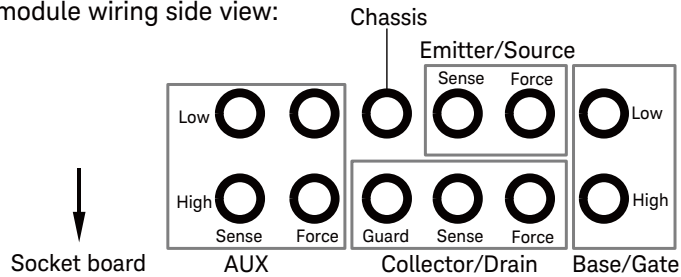 module wiring side view:
Chassis
Emitter/Source
Sense Force
Low
Low
High
High
Sense Force Guard Sense Force
Socket board AUX Collector/Drain Base/Gate